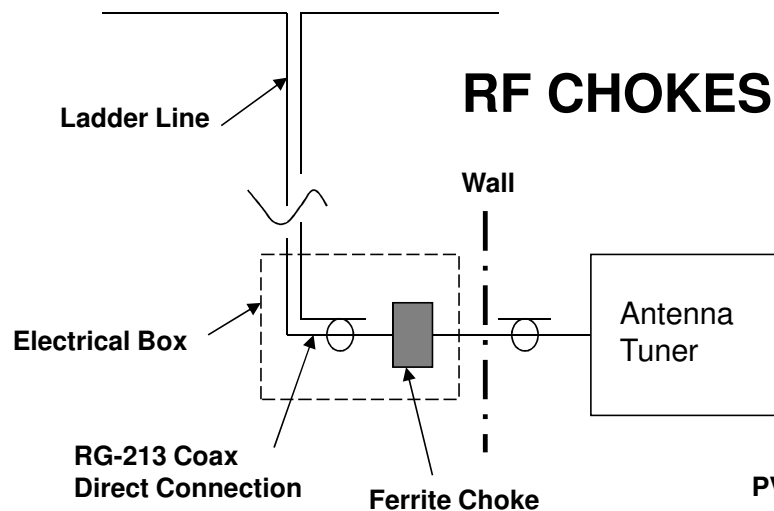 RF CHOKES
Ladder Line
Wall
Electrical Box
Antenna
Tuner
RG-213 Coax
Direct Connection
Ferrite Choke